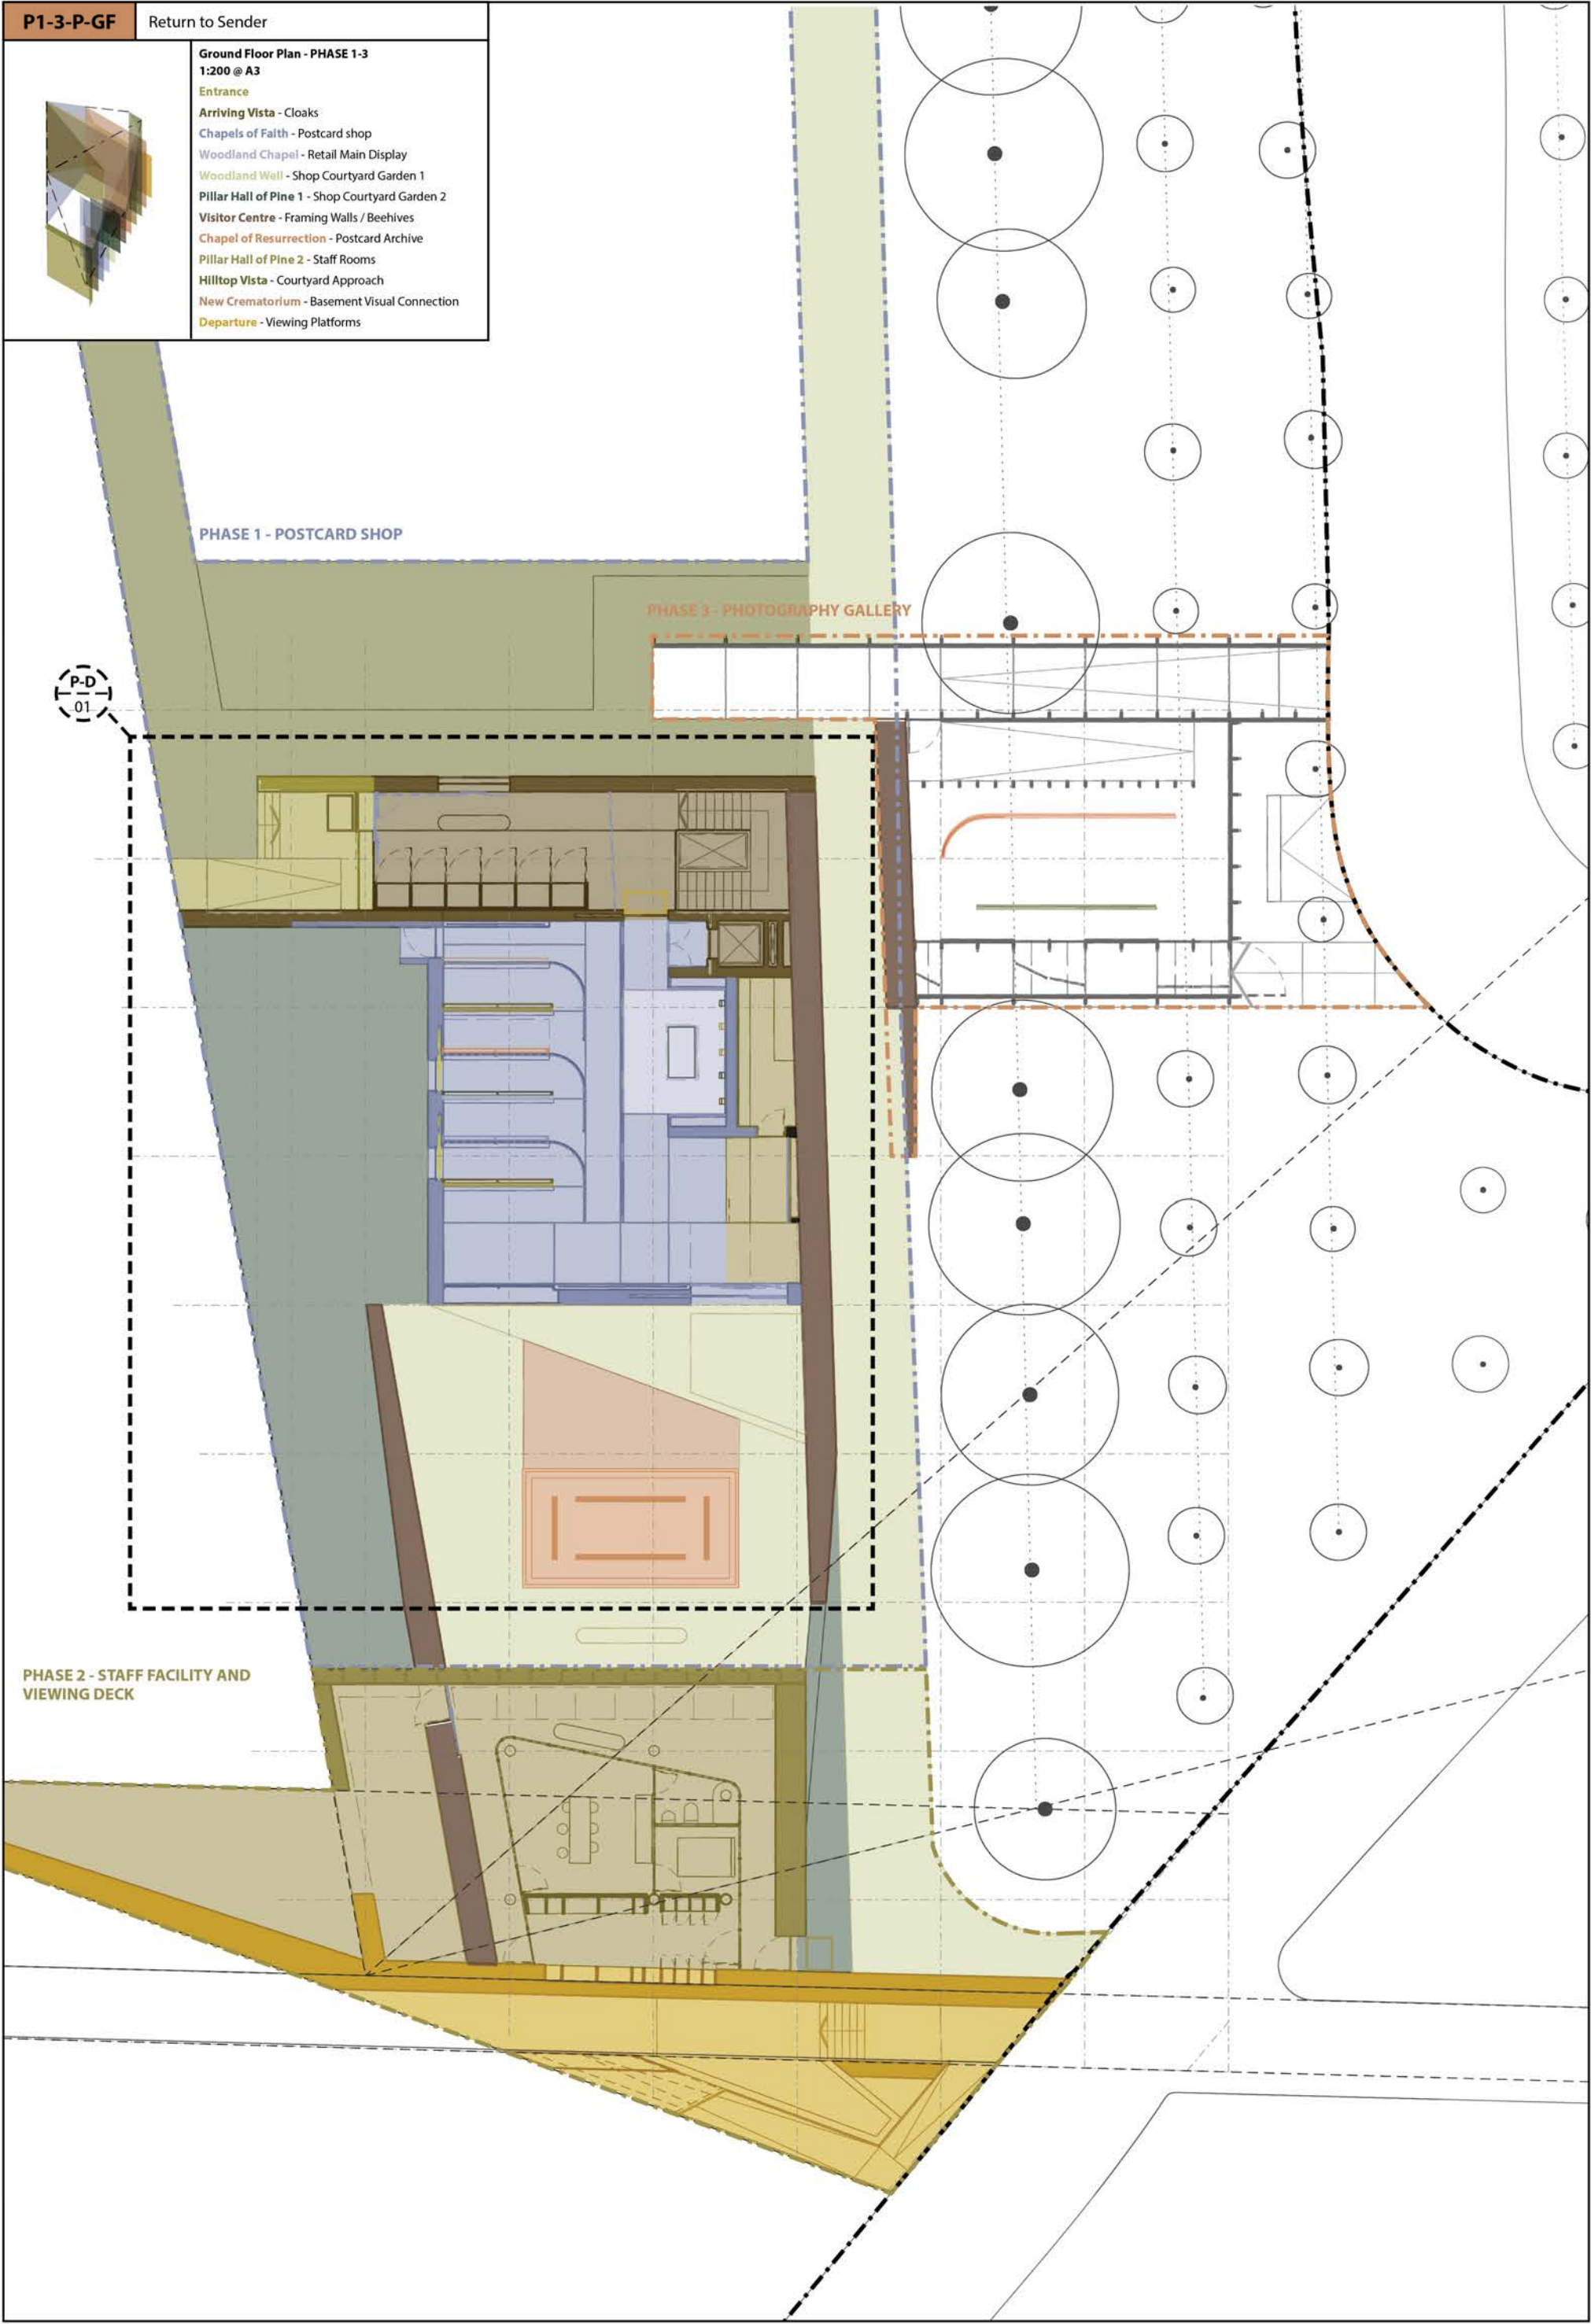 P1-3-P-GF
Return to Sender
Ground Floor Plan - PHASE 1-3
1:200 @ A3
Entrance
Arriving Vista - Cloaks
Chapels of Faith - Postcard shop
Woodland Chapel - Retail Main Display
Woodland Well - Shop Courtyard Garden 1
Pillar Hall of Pine 1 - Shop Courtyard Garden 2
Visitor Centre - Framing Walls / Beehives
Chapel of Resurrection - Postcard Archive
Pillar Hall of Pine 2 - Staff Rooms
Hilltop Vista - Courtyard Approach
New Crematorium - Basement Visual Connection
Departure - Viewing Platforms
PHASE 1 - POSTCARD SHOP
PHASE 3 - PHOTOGRAPHY GALLERY
P-D
01
PHASE 2 - STAFF FACILITY AND
VIEWING DECK